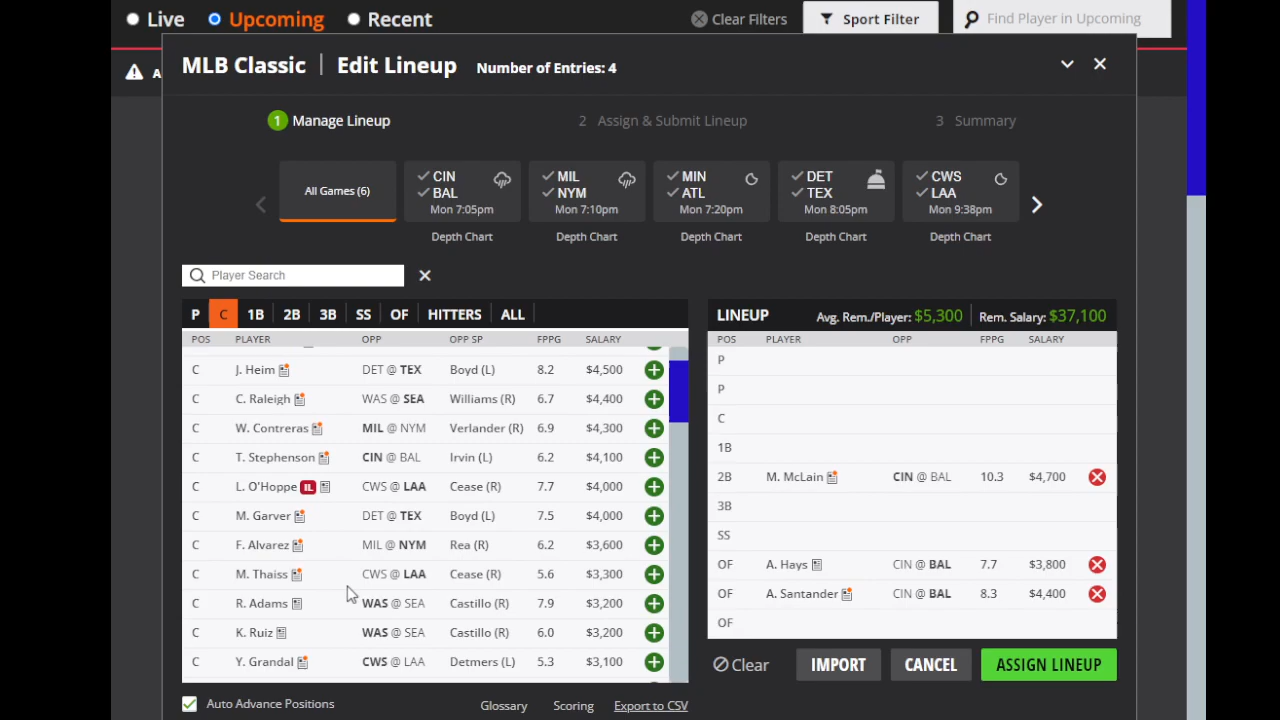 Live Upcoming Recent Clear Filters Sport Filter Find Player in Upcoming
A
MLB Classic | Edit Lineup Number of Entries: 4
1 Manage Lineup 2 Assign & Submit Lineup 3 Summary
All Games (6)
CIN
BAL
Mon 7:05pm
Depth Chart
MIL
NYM
Mon 7:10pm
Depth Chart
MIN
ATL
Mon 7:20pm
Depth Chart
DET
TEX
Mon 8:05pm
Depth Chart
CWS
LAA
Mon 9:38pm
Depth Chart
Player Search
P C 1B 2B 3B SS OF HITTERS ALL
POS PLAYER OPP OPP SP FPPG SALARY
C J. Heim DET @ TEX Boyd (L) 8.2 $4,500
C C. Raleigh WAS @ SEA Williams (R) 6.7 $4,400
C W. Contreras MIL @ NYM Verlander (R) 6.9 $4,300
C T. Stephenson CIN @ BAL Irvin (L) 6.2 $4,100
C L. O'Hoppe IL CWS @ LAA Cease (R) 7.7 $4,000
C M. Garver DET @ TEX Boyd (L) 7.5 $4,000
C F. Alvarez MIL @ NYM Rea (R) 6.2 $3,600
C M. Thaiss CWS @ LAA Cease (R) 5.6 $3,300
C R. Adams WAS @ SEA Castillo (R) 7.9 $3,200
C K. Ruiz WAS @ SEA Castillo (R) 6.0 $3,200
C Y. Grandal CWS @ LAA Detmers (L) 5.3 $3,100
Auto Advance Positions Glossary Scoring Export to CSV
LINEUP Avg. Rem./Player: $5,300 Rem. Salary: $37,100
POS PLAYER OPP FPPG SALARY
P
P
C
1B
2B M. McLain CIN @ BAL 10.3 $4,700
3B
SS
OF A. Hays CIN @ BAL 7.7 $3,800
OF A. Santander CIN @ BAL 8.3 $4,400
OF
Clear IMPORT CANCEL ASSIGN LINEUP